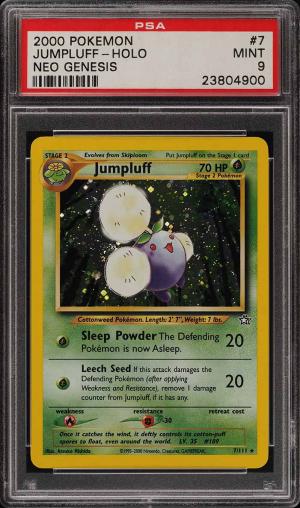 PSA
2000 POKEMON #7
JUMPLUFF - HOLO MINT
NEO GENESIS 9
23804900
STAGE 2 Evolves from Skiploom Put Jumpluff on the Stage 1 card
Jumpluff 70 HP
Stage 2 Pokémon
Cottonweed Pokémon. Length: 2' 7", Weight: 7 lbs.
Sleep Powder The Defending 20
Pokémon is now Asleep.
Leech Seed If this attack damages the
Defending Pokémon (after applying 20
Weakness and Resistance), remove 1 damage
counter from Jumpluff, if it has any.
weakness resistance retreat cost
-30
Once it catches the wind, it deftly controls its cotton-puff
spores to float, even around the world. LV. 35 #189
Illus. Atsuko Nishida ©1995-2000 Nintendo, Creatures, GAMEFREAK. 7/111